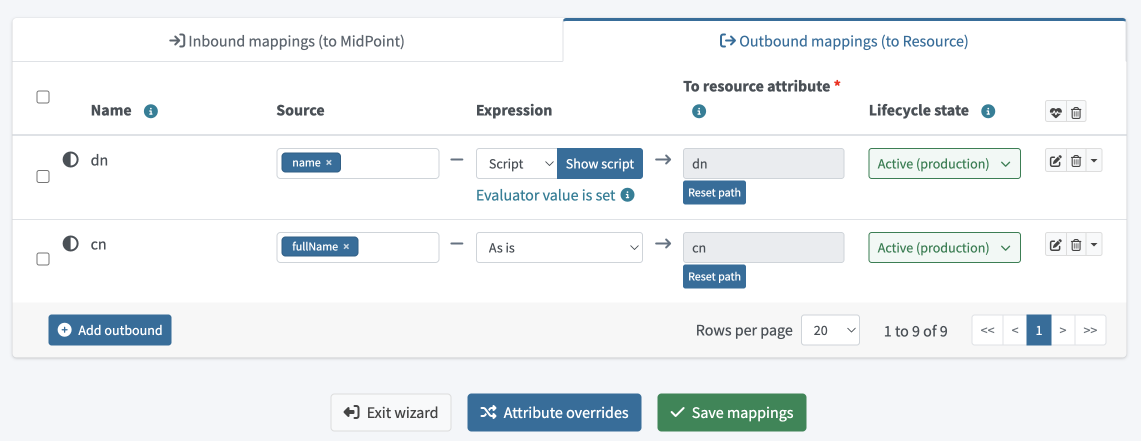 Inbound mappings (to MidPoint)
Outbound mappings (to Resource)
Name
Source
Expression
To resource attribute *
Lifecycle state
dn
name ×
Script
Show script
dn
Active (production)
Evaluator value is set
Reset path
cn
fullName ×
As is
cn
Active (production)
Reset path
Add outbound
Rows per page
20
1 to 9 of 9
<<
<
1
>
>>
Exit wizard
Attribute overrides
Save mappings